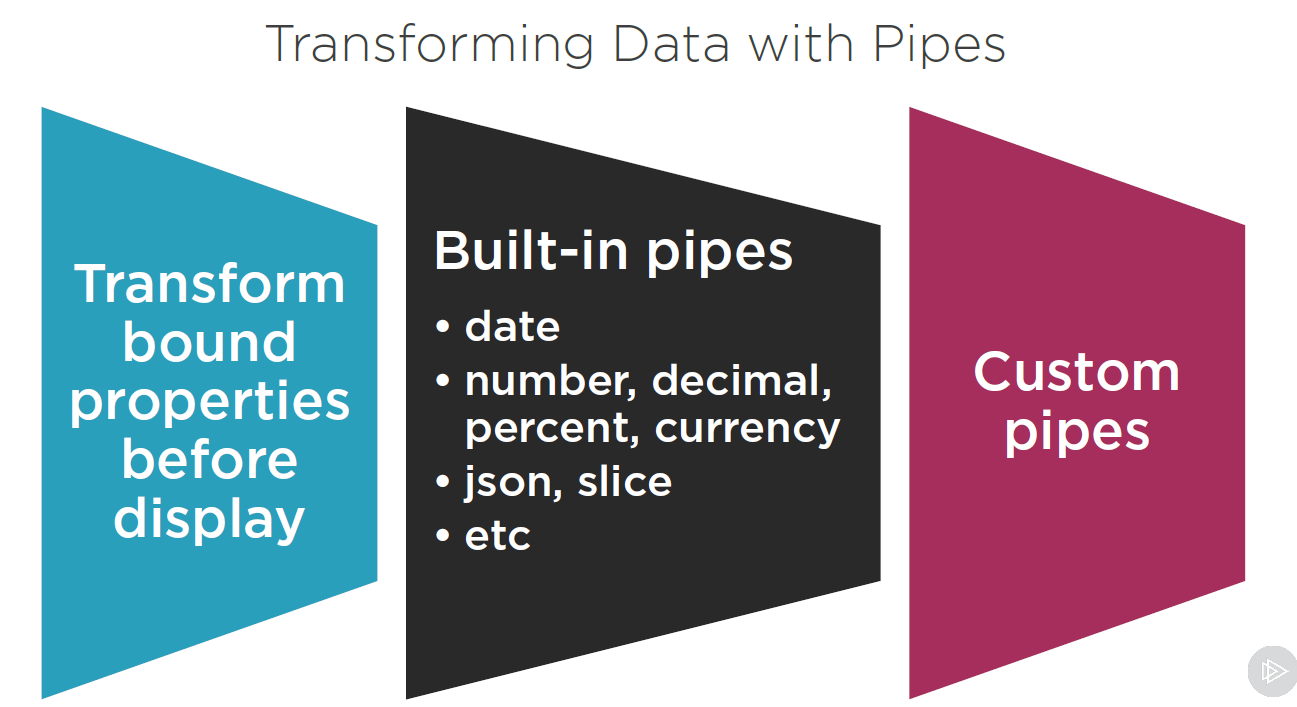 Transforming Data with Pipes
Transform
bound
properties
before
display
Built-in pipes
• date
• number, decimal,
percent, currency
• json, slice
• etc
Custom
pipes